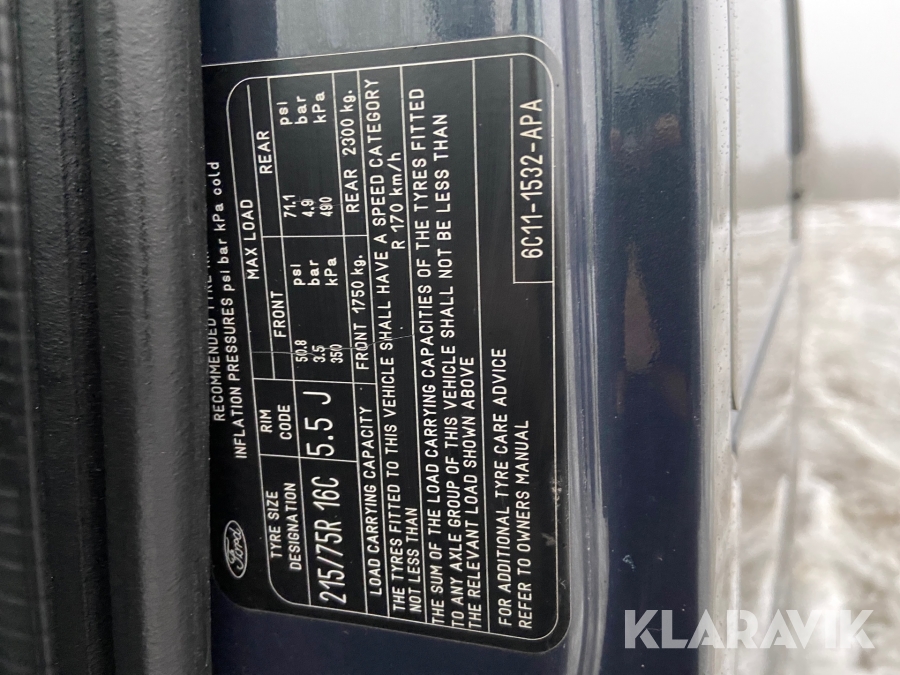 Ford
RECOMMENDED TYRE
INFLATION PRESSURES psi bar kPa cold
TYRE SIZE DESIGNATION
RIM CODE
MAX LOAD
FRONT
REAR
215/75R 16C
5.5 J
50.8 psi
3.5 bar
350 kPa
71.1 psi
4.9 bar
490 kPa
LOAD CARRYING CAPACITY FRONT 1750 kg. REAR 2300 kg.
THE TYRES FITTED TO THIS VEHICLE SHALL HAVE A SPEED CATEGORY
NOT LESS THAN R 170 km/h
THE SUM OF THE LOAD CARRYING CAPACITIES OF THE TYRES FITTED
TO ANY AXLE GROUP OF THIS VEHICLE SHALL NOT BE LESS THAN
THE RELEVANT LOAD SHOWN ABOVE
FOR ADDITIONAL TYRE CARE ADVICE
REFER TO OWNERS MANUAL
6C11-1532-APA
KLARAVIK